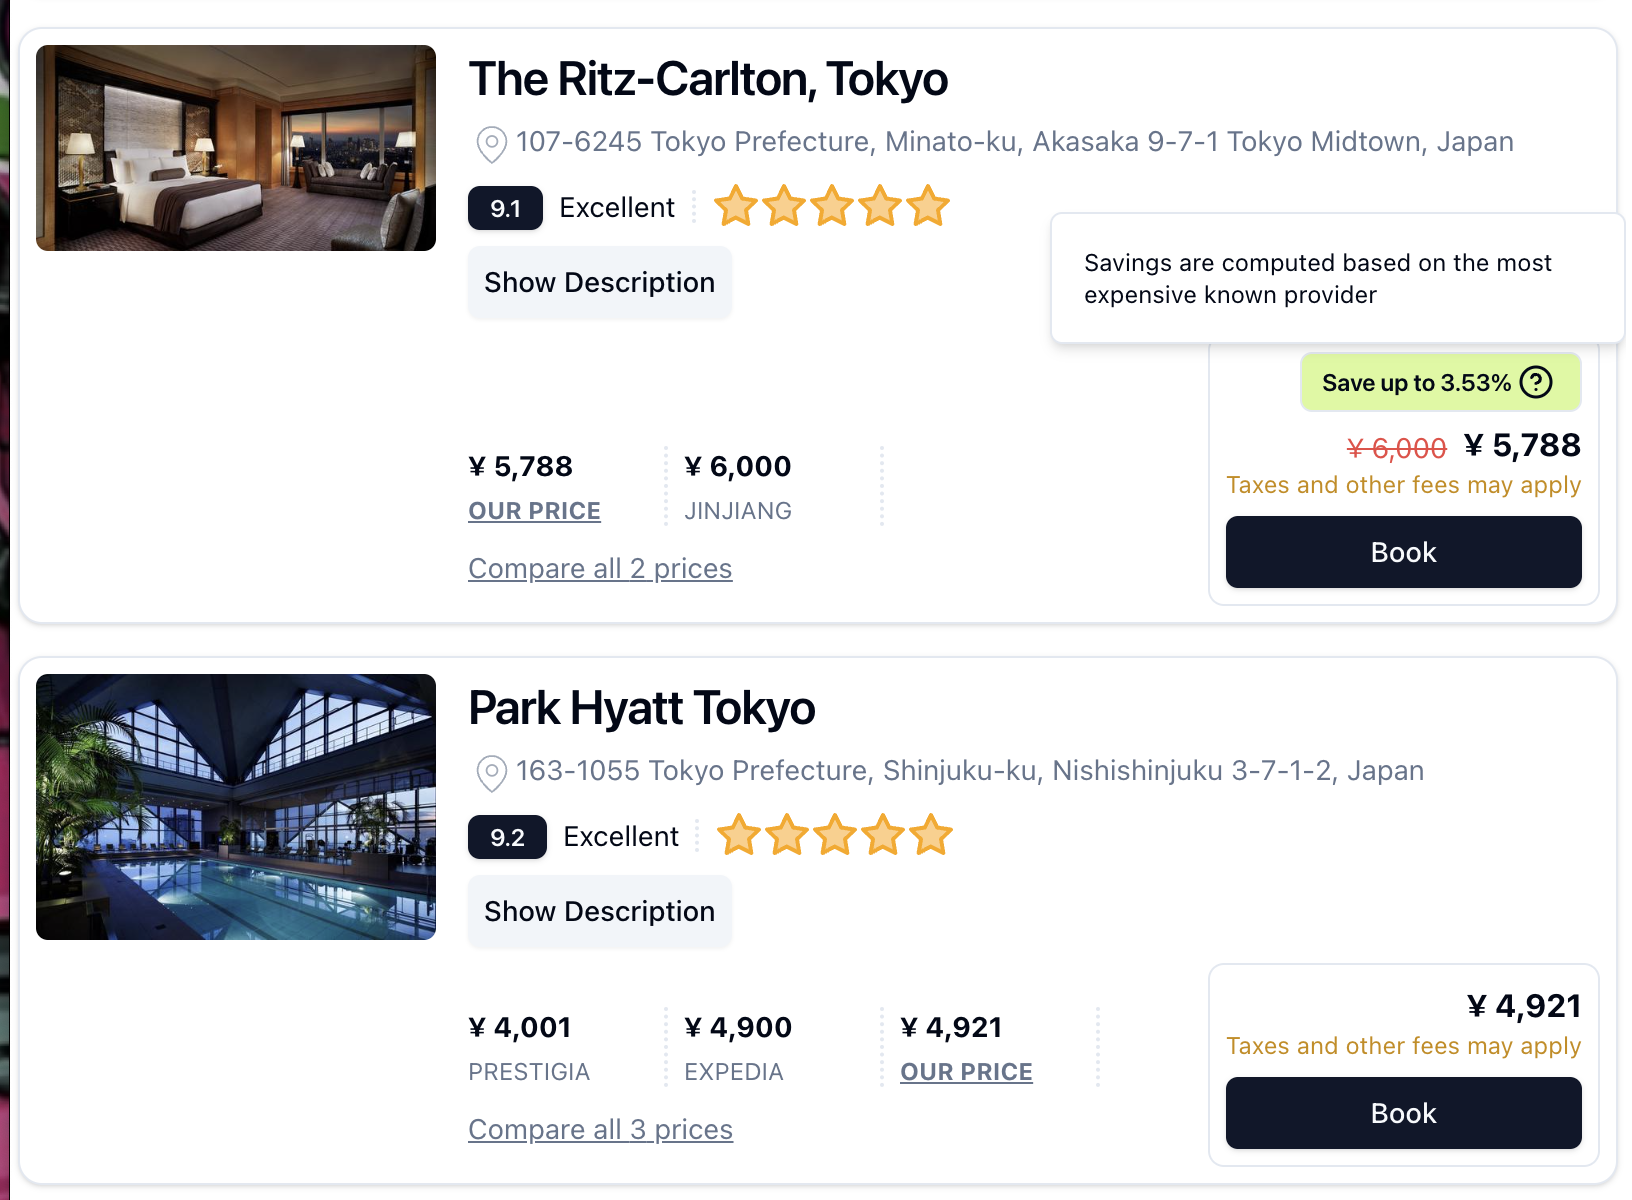 The Ritz-Carlton, Tokyo
107-6245 Tokyo Prefecture, Minato-ku, Akasaka 9-7-1 Tokyo Midtown, Japan
9.1 Excellent
Show Description
Savings are computed based on the most
expensive known provider
Save up to 3.53% ?
¥ 6,000 ¥ 5,788
Taxes and other fees may apply
Book
¥ 5,788 ¥ 6,000
OUR PRICE JINJIANG
Compare all 2 prices
Park Hyatt Tokyo
163-1055 Tokyo Prefecture, Shinjuku-ku, Nishishinjuku 3-7-1-2, Japan
9.2 Excellent
Show Description
¥ 4,001 ¥ 4,900 ¥ 4,921
PRESTIGIA EXPEDIA OUR PRICE
Compare all 3 prices
¥ 4,921
Taxes and other fees may apply
Book